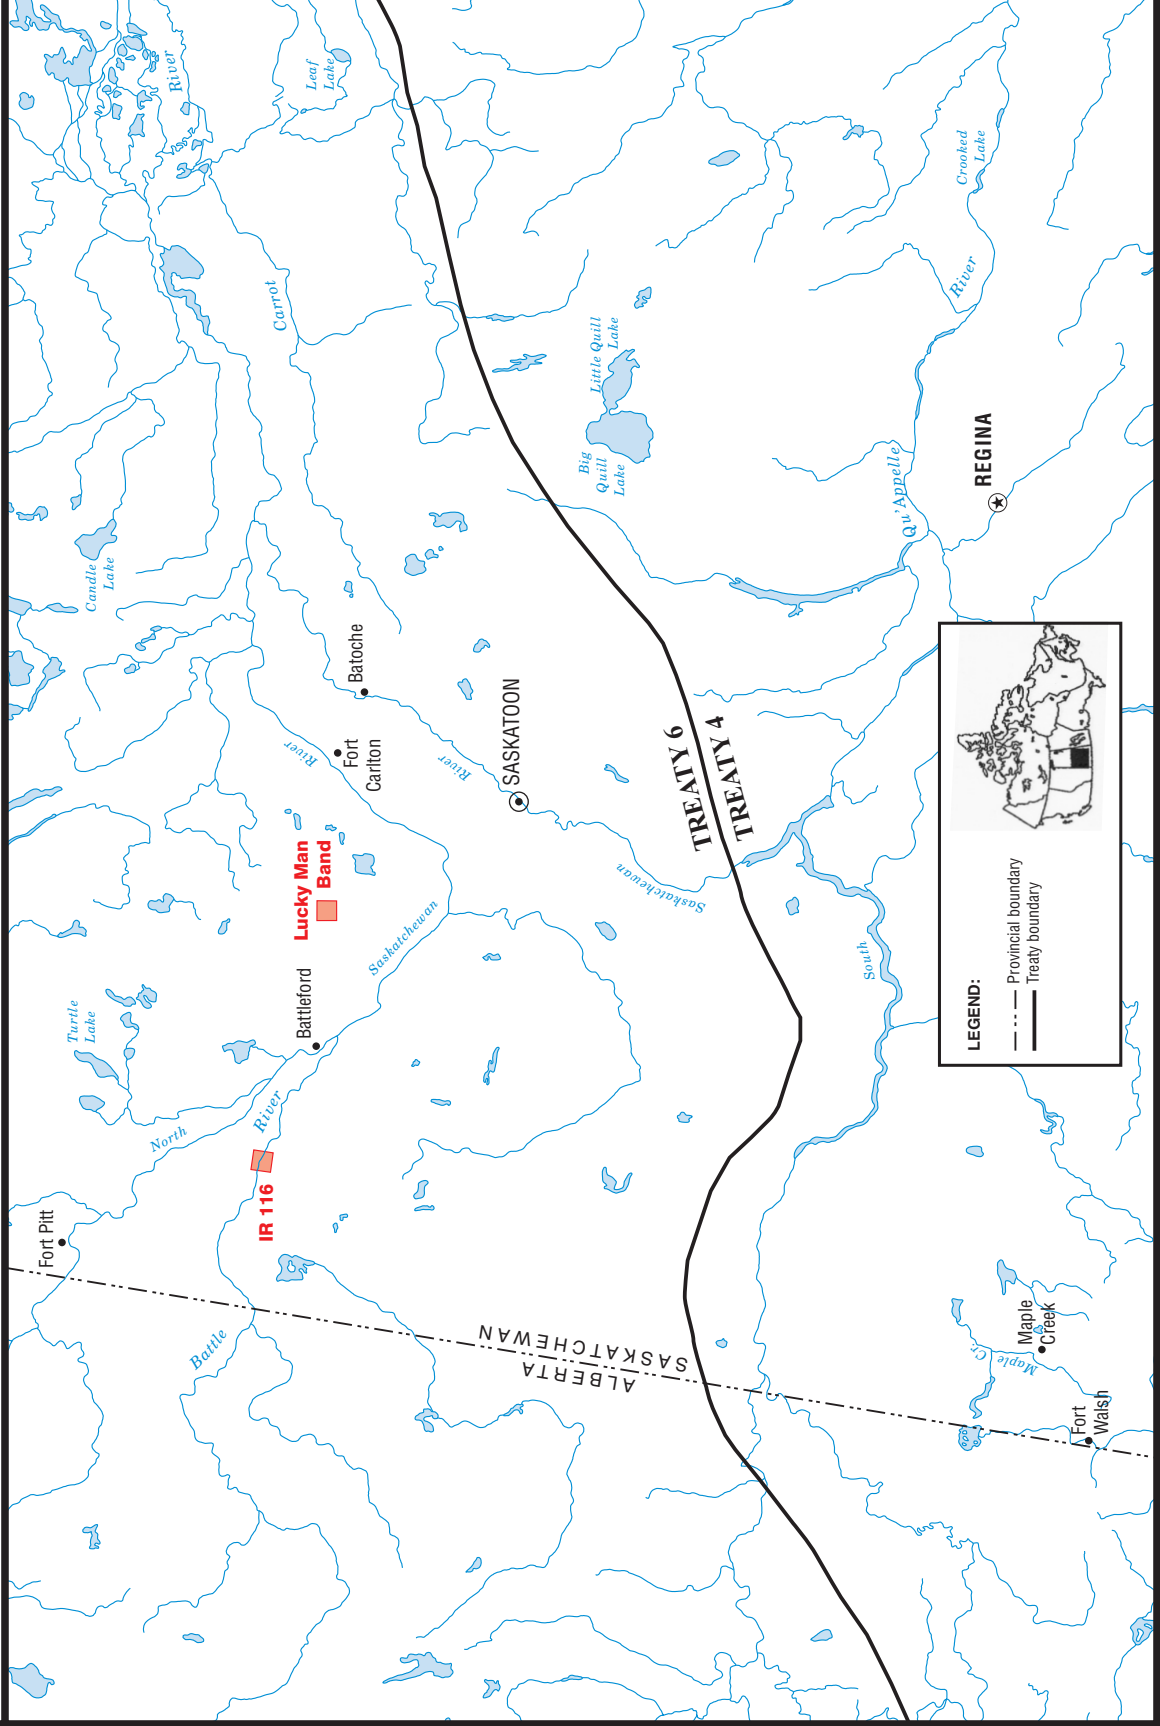 Fort Pitt
Turtle
Lake
North
River
Battle
IR 116
Battleford
Lucky Man
Band
Saskatchewan
River
Fort
Carlton
Batoche
River
SASKATOON
Saskatchewan
Candle
Lake
Carrot
River
Leaf
Lake
Big
Quill
Lake
Little Quill
Lake
TREATY 6
TREATY 4
ALBERTA
SASKATCHEWAN
South
Qu'Appelle
River
Crooked
Lake
REGINA
Maple
Creek
Maple Cr.
Fort
Walsh
LEGEND:
Provincial boundary
Treaty boundary